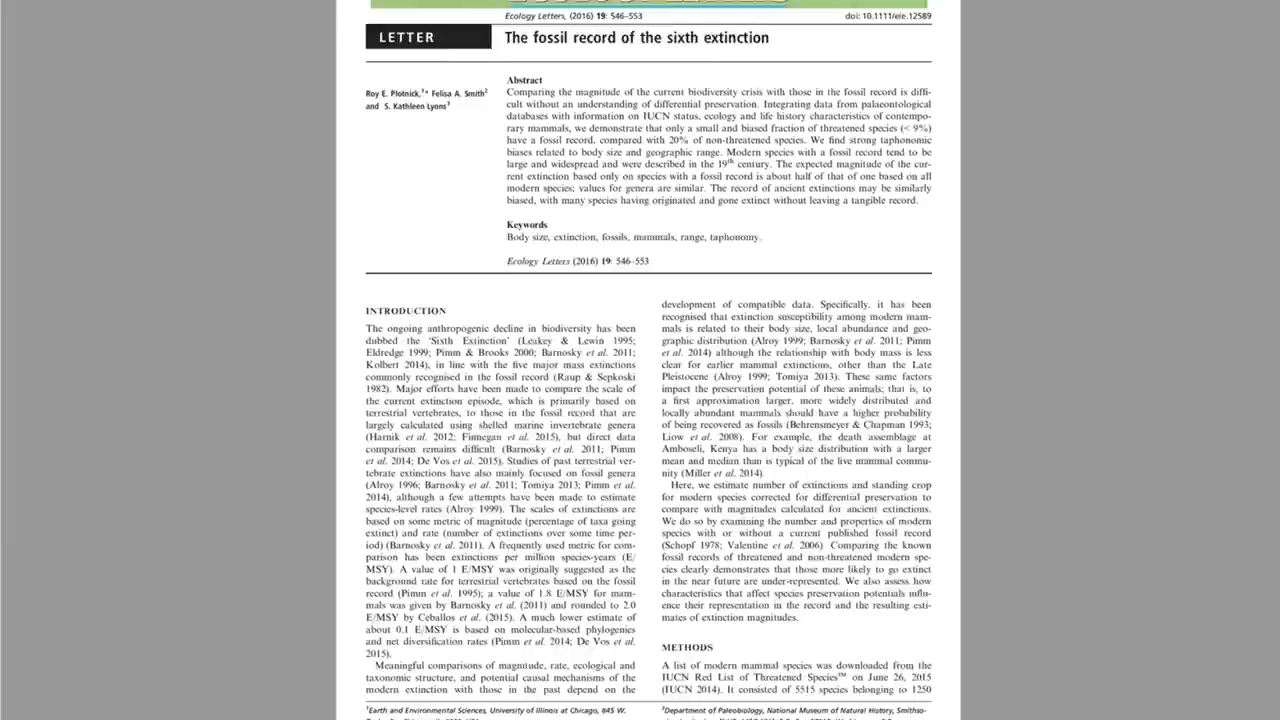 Ecology Letters, (2016) 19: 546–553
doi: 10.1111/ele.12589
LETTER
The fossil record of the sixth extinction
Roy E. Plotnick,1* Felisa A. Smith2
and S. Kathleen Lyons3
Abstract
Comparing the magnitude of the current biodiversity crisis with those in the fossil record is diffi-
cult without an understanding of differential preservation. Integrating data from palaeontological
databases with information on IUCN status, ecology and life history characteristics of contempo-
rary mammals, we demonstrate that only a small and biased fraction of threatened species (< 9%)
have a fossil record, compared with 20% of non-threatened species. We find strong taphonomic
biases related to body size and geographic range. Modern species with a fossil record tend to be
large and widespread and were described in the 19th century. The expected magnitude of the cur-
rent extinction based only on species with a fossil record is about half of that of one based on all
modern species; values for genera are similar. The record of ancient extinctions may be similarly
biased, with many species having originated and gone extinct without leaving a tangible record.
Keywords
Body size, extinction, fossils, mammals, range, taphonomy.
Ecology Letters (2016) 19: 546–553
INTRODUCTION
The ongoing anthropogenic decline in biodiversity has been
dubbed the 'Sixth Extinction' (Leakey & Lewin 1995;
Eldredge 1999; Pimm & Brooks 2000; Barnosky et al. 2011;
Kolbert 2014), in line with the five major mass extinctions
commonly recognised in the fossil record (Raup & Sepkoski
1982). Major efforts have been made to compare the scale of
the current extinction episode, which is primarily based on
terrestrial vertebrates, to those in the fossil record that are
largely calculated using shelled marine invertebrate genera
(Harnik et al. 2012; Finnegan et al. 2015), but direct data
comparison remains difficult (Barnosky et al. 2011; Pimm
et al. 2014; De Vos et al. 2015). Studies of past terrestrial ver-
tebrate extinctions have also mainly focused on fossil genera
(Alroy 1996; Barnosky et al. 2011; Tomiya 2013; Pimm et al.
2014), although a few attempts have been made to estimate
species-level rates (Alroy 1999). The scales of extinctions are
based on some metric of magnitude (percentage of taxa going
extinct) and rate (number of extinctions over some time per-
iod) (Barnosky et al. 2011). A frequently used metric for com-
parison has been extinctions per million species-years (E/
MSY). A value of 1 E/MSY was originally suggested as the
background rate for terrestrial vertebrates based on the fossil
record (Pimm et al. 1995); a value of 1.8 E/MSY for mam-
mals was given by Barnosky et al. (2011) and rounded to 2.0
E/MSY by Ceballos et al. (2015). A much lower estimate of
about 0.1 E/MSY is based on molecular-based phylogenies
and net diversification rates (Pimm et al. 2014; De Vos et al.
2015).
Meaningful comparisons of magnitude, rate, ecological and
taxonomic structure, and potential causal mechanisms of the
modern extinction with those in the past depend on the
development of compatible data. Specifically, it has been
recognised that extinction susceptibility among modern mam-
mals is related to their body size, local abundance and geo-
graphic distribution (Alroy 1999; Barnosky et al. 2011; Pimm
et al. 2014) although the relationship with body mass is less
clear for earlier mammal extinctions, other than the Late
Pleistocene (Alroy 1999; Tomiya 2013). These same factors
impact the preservation potential of these animals; that is, to
a first approximation larger, more widely distributed and
locally abundant mammals should have a higher probability
of being recovered as fossils (Behrensmeyer & Chapman 1993;
Liow et al. 2008). For example, the death assemblage at
Amboseli, Kenya has a body size distribution with a larger
mean and median than is typical of the live mammal commu-
nity (Miller et al. 2014).
Here, we estimate number of extinctions and standing crop
for modern species corrected for differential preservation to
compare with magnitudes calculated for ancient extinctions.
We do so by examining the number and properties of modern
species with or without a current published fossil record
(Schopf 1978; Valentine et al. 2006). Comparing the known
fossil records of threatened and non-threatened modern spe-
cies clearly demonstrates that those more likely to go extinct
in the near future are under-represented. We also assess how
characteristics that affect species preservation potentials influ-
ence their representation in the record and the resulting esti-
mates of extinction magnitudes.
METHODS
A list of modern mammal species was downloaded from the
IUCN Red List of Threatened Species™ on June 26, 2015
(IUCN 2014). It consisted of 5515 species belonging to 1250
1Earth and Environmental Sciences, University of Illinois at Chicago, 845 W.
3Department of Paleobiology, National Museum of Natural History, Smithso-